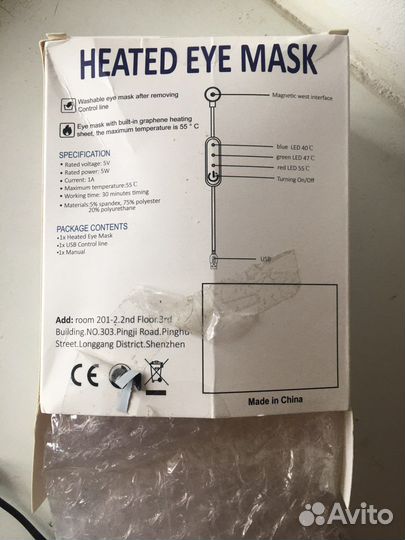 HEATED EYE MASK
Washable eye mask after removing
Control line
Eye mask with built-in graphene heating
sheet, the maximum temperature is 55 ° C
SPECIFICATION
• Rated voltage: 5V
• Rated power: 5W
• Current: 1A
• Maximum temperature:55℃
• Working time: 30 minutes timing
• Materials:5% spandex, 75% polyester
20% polyurethane
PACKAGE CONTENTS
•1x Heated Eye Mask
•1x USB Control line
•1x Manual
Magnetic west interface
blue LED 40℃
green LED 47℃
red LED 55℃
Turning On/Off
USB
Add: room 201-2.2nd Floor.3rd
Building.NO.303.Pingji Road.Pinghu
Street.Longgang District.Shenzhen
CE
Made in China
Avito